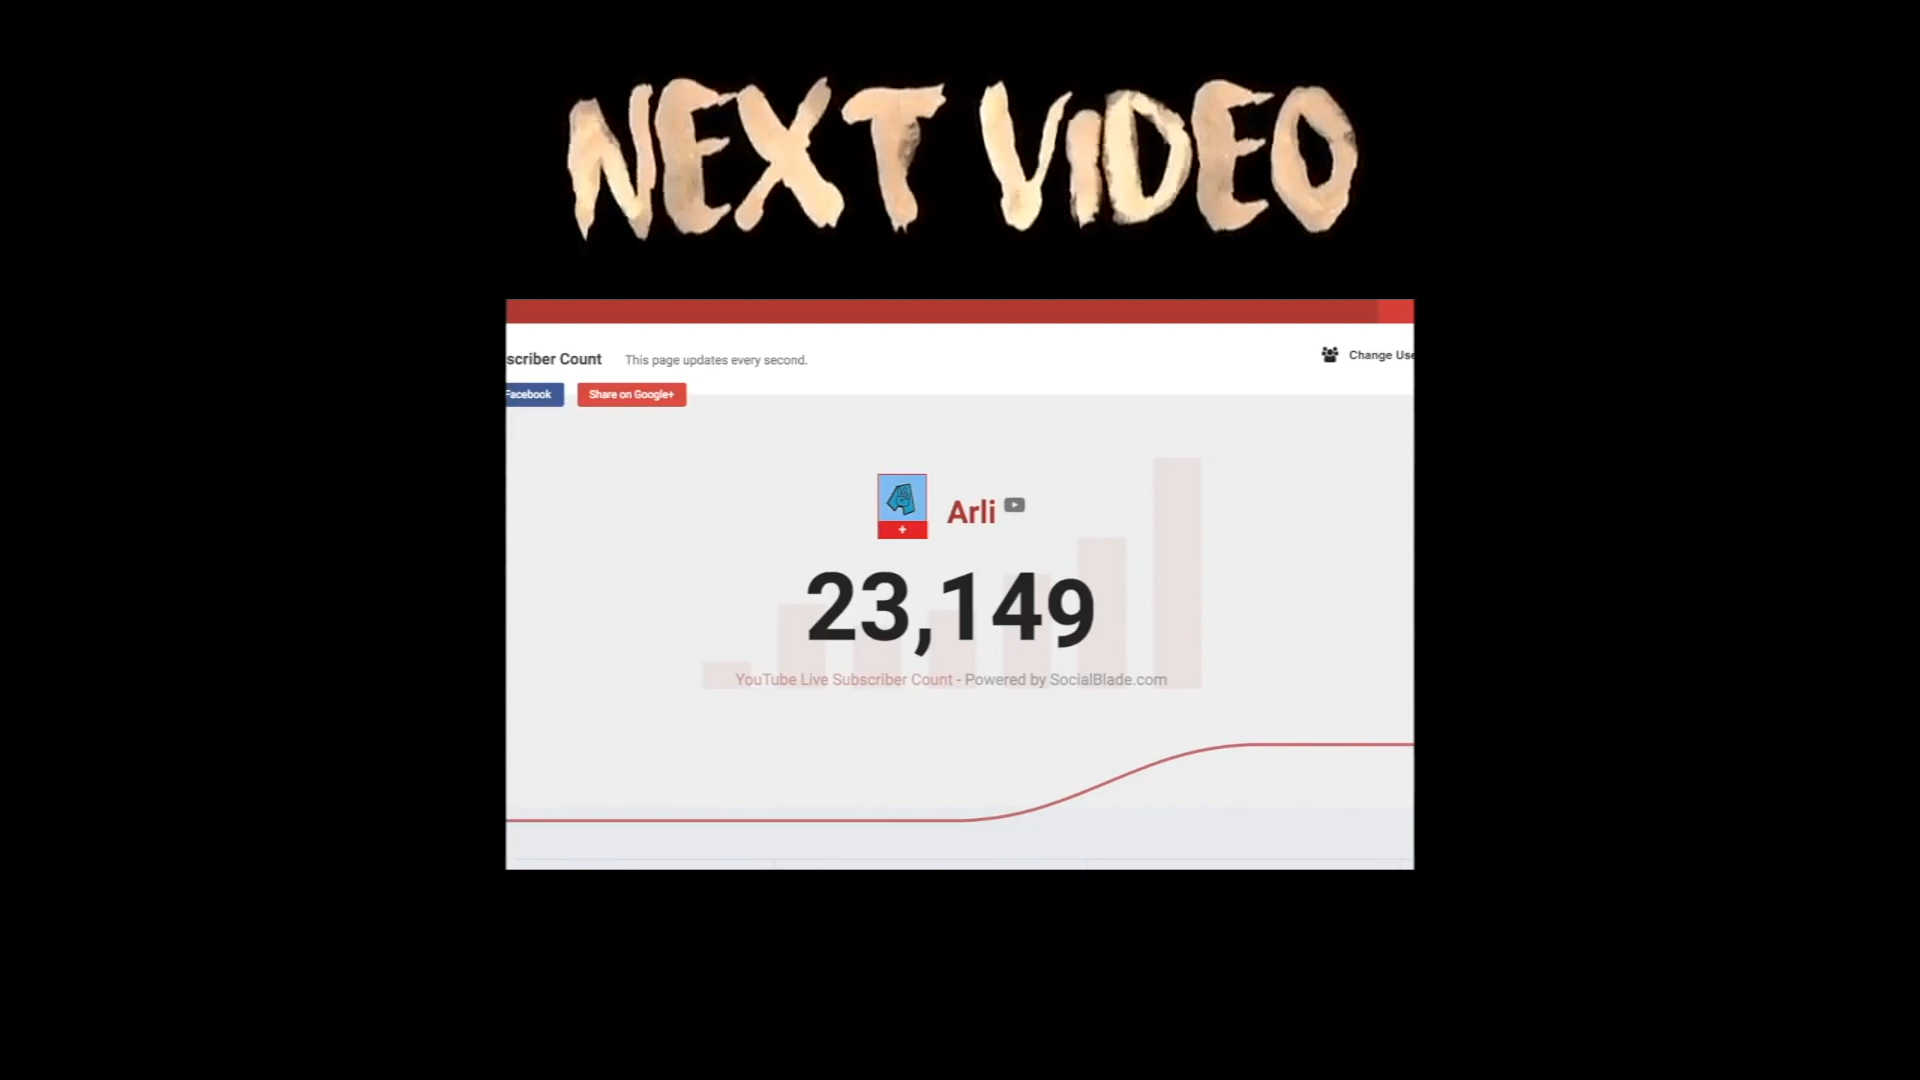 NEXT ViDEO
scriber Count This page updates every second. Change Use
Facebook Share on Google+
+ Arli
23,149
YouTube Live Subscriber Count - Powered by SocialBlade.com